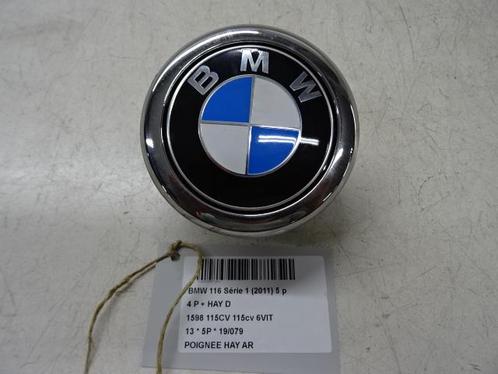 BMW
BMW 116 Série 1 (2011) 5 p
4 P + HAY D
1598 115CV 115cv 6VIT
13 * 5P * 19/079
POIGNEE HAY AR